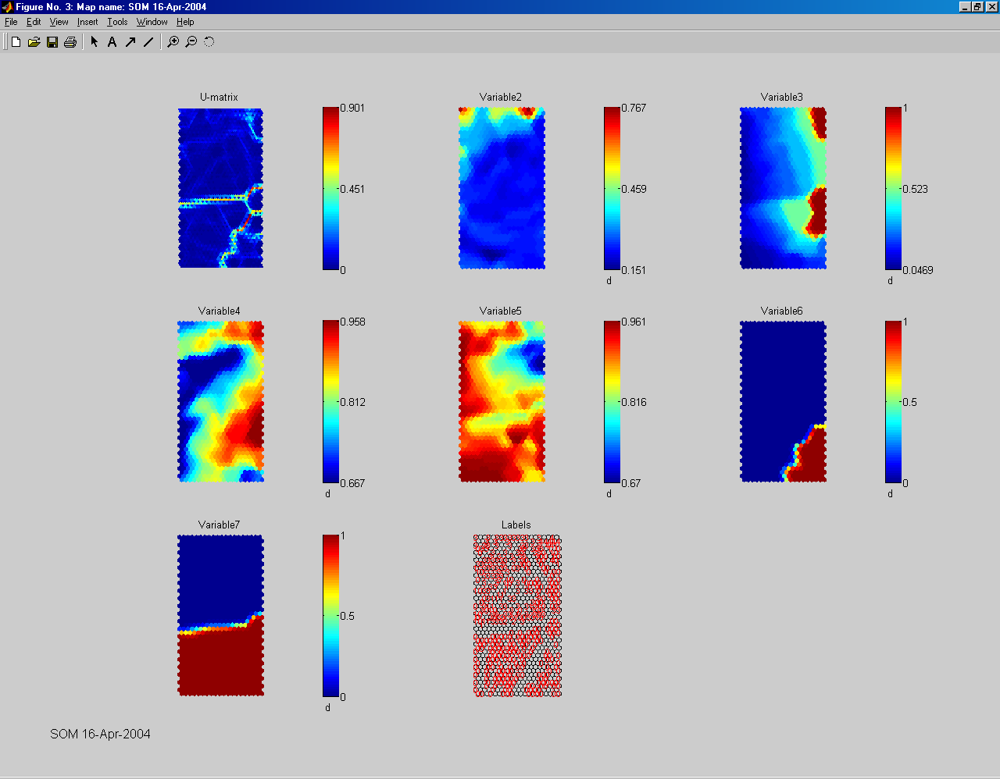 Figure No. 3: Map name: SOM 16-Apr-2004
File Edit View Insert Tools Window Help
U-matrix
0.901
0.451
0
Variable2
0.767
0.459
0.151
d
Variable3
1
0.523
0.0469
d
Variable4
0.958
0.812
0.667
d
Variable5
0.961
0.816
0.67
d
Variable6
1
0.5
0
d
Variable7
1
0.5
0
d
Labels
SOM 16-Apr-2004